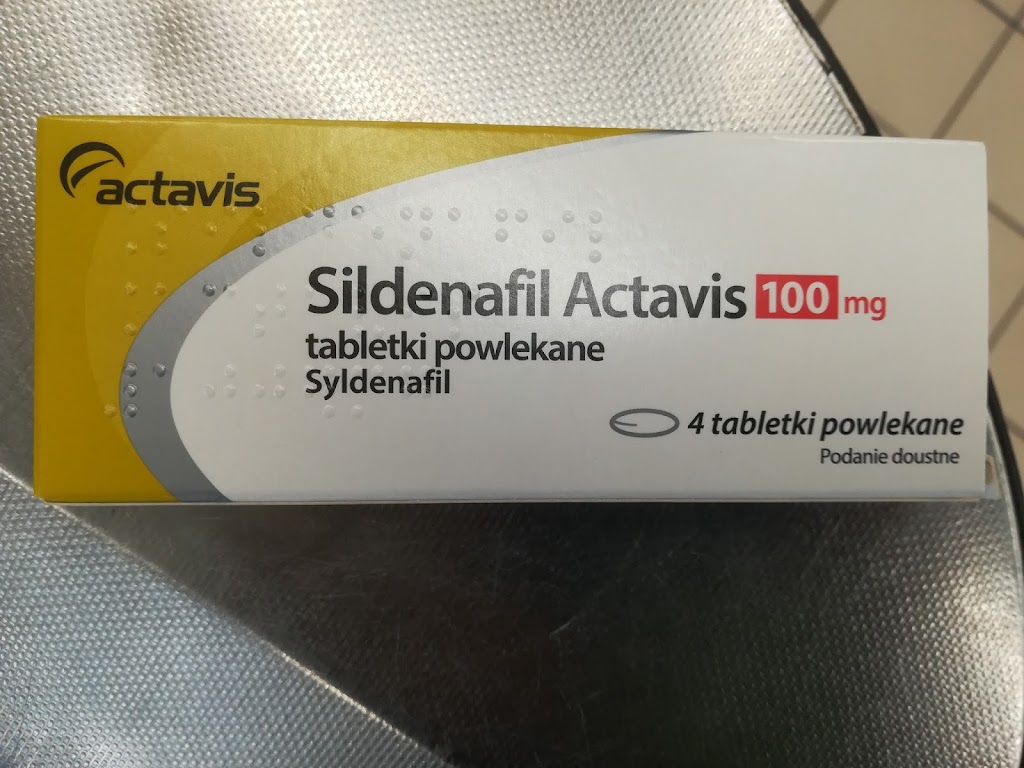 actavis
Sildenafil Actavis 100 mg
tabletki powlekane
Syldenafil
4 tabletki powlekane
Podanie doustne